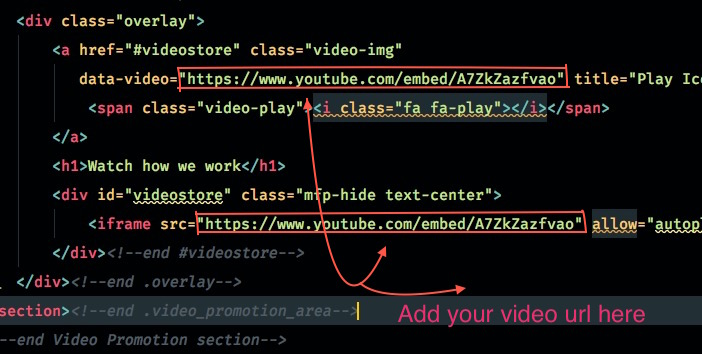 <div class="overlay">
<a href="#videostore" class="video-img"
data-video="https://www.youtube.com/embed/A7ZkZazfvao" title="Play Ico
<span class="video-play"><i class="fa fa-play"></i></span>
</a>
<h1>Watch how we work</h1>
<div id="videostore" class="mfp-hide text-center">
<iframe src="https://www.youtube.com/embed/A7ZkZazfvao" allow="autopl
</div><!--end #videostore-->
</div><!--end .overlay-->
section><!--end .video_promotion_area-->
Add your video url here
--end Video Promotion section-->